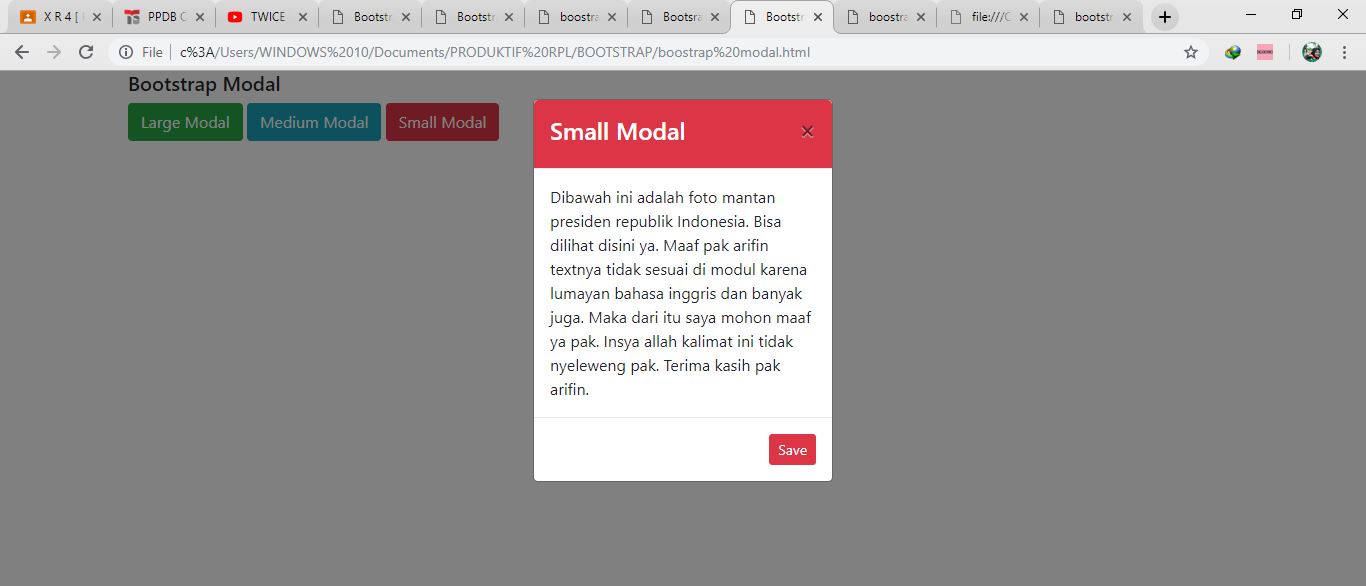 X R 4 [
PPDB C
TWICE
Bootstr
Bootstr
boostra
Bootsra
Bootstr
boostra
file:///C
bootstr
File
c%3A/Users/WINDOWS%2010/Documents/PRODUKTIF%20RPL/BOOTSTRAP/boostrap%20modal.html
Bootstrap Modal
Large Modal Medium Modal Small Modal
Small Modal ×
Dibawah ini adalah foto mantan
presiden republik Indonesia. Bisa
dilihat disini ya. Maaf pak arifin
textnya tidak sesuai di modul karena
lumayan bahasa inggris dan banyak
juga. Maka dari itu saya mohon maaf
ya pak. Insya allah kalimat ini tidak
nyeleweng pak. Terima kasih pak
arifin.
Save